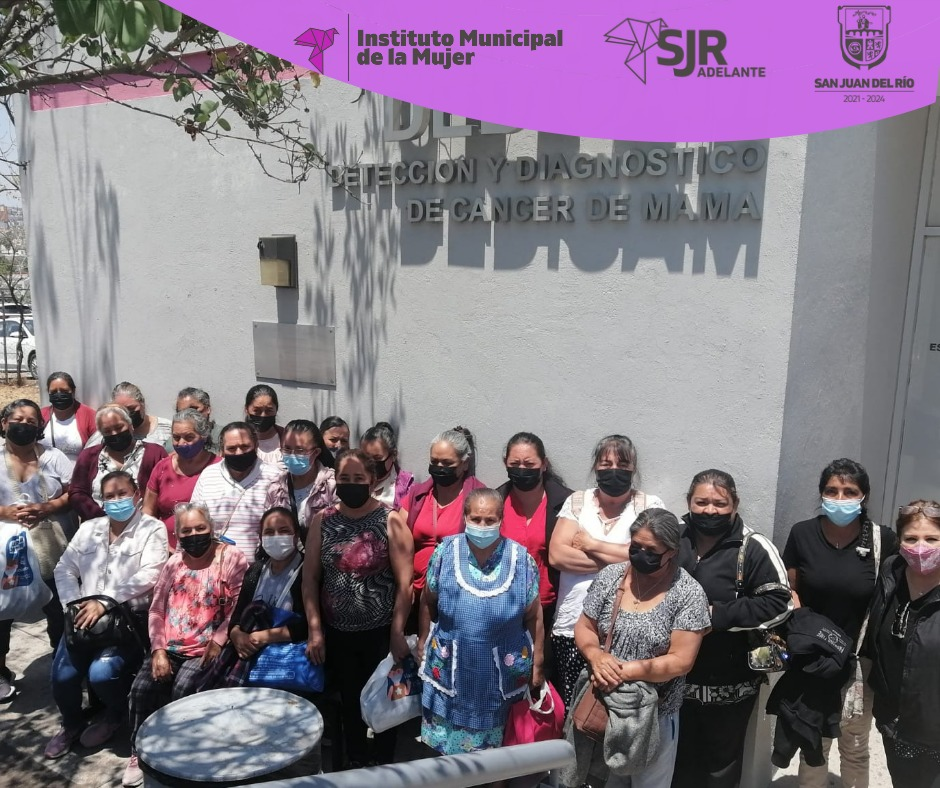 Instituto Municipal
de la Mujer
SJR
ADELANTE
SAN JUAN DEL RÍO
2021 - 2024
DEDICAM
DETECCION Y DIAGNOSTICO
DE CANCER DE MAMA